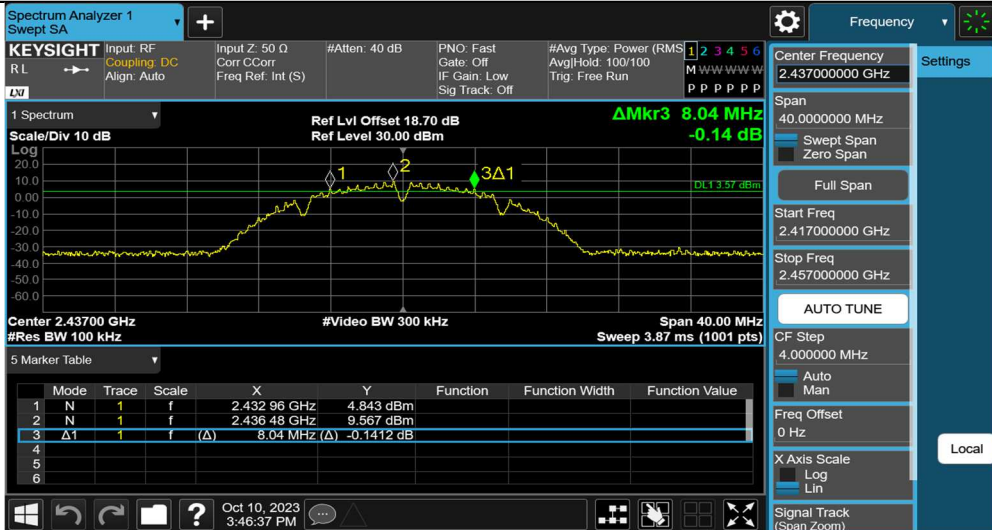 Spectrum Analyzer 1
Swept SA
Frequency
KEYSIGHT
R L
LXI
Input: RF
Coupling: DC
Align: Auto
Input Z: 50 Ω
Corr CCorr
Freq Ref: Int (S)
#Atten: 40 dB
PNO: Fast
Gate: Off
IF Gain: Low
Sig Track: Off
#Avg Type: Power (RMS
Avg|Hold: 100/100
Trig: Free Run
1 2 3 4 5 6
M W W W W W
P P P P P P
1 Spectrum
Scale/Div 10 dB
Ref Lvl Offset 18.70 dB
Ref Level 30.00 dBm
ΔMkr3 8.04 MHz
-0.14 dB
Log
20.0
10.0
0.00
-10.0
-20.0
-30.0
-40.0
-50.0
-60.0
1
2
3Δ1
DL1 3.57 dBm
Center 2.43700 GHz
#Res BW 100 kHz
#Video BW 300 kHz
Span 40.00 MHz
Sweep 3.87 ms (1001 pts)
5 Marker Table
Mode Trace Scale X Y Function Function Width Function Value
1 N 1 f 2.432 96 GHz 4.843 dBm
2 N 1 f 2.436 48 GHz 9.567 dBm
3 Δ1 1 f (Δ) 8.04 MHz (Δ) -0.1412 dB
4
5
6
?
Oct 10, 2023
3:46:37 PM
Center Frequency
2.437000000 GHz
Settings
Span
40.0000000 MHz
Swept Span
Zero Span
Full Span
Start Freq
2.417000000 GHz
Stop Freq
2.457000000 GHz
AUTO TUNE
CF Step
4.000000 MHz
Auto
Man
Freq Offset
0 Hz
X Axis Scale
Log
Lin
Local
Signal Track
(Span Zoom)